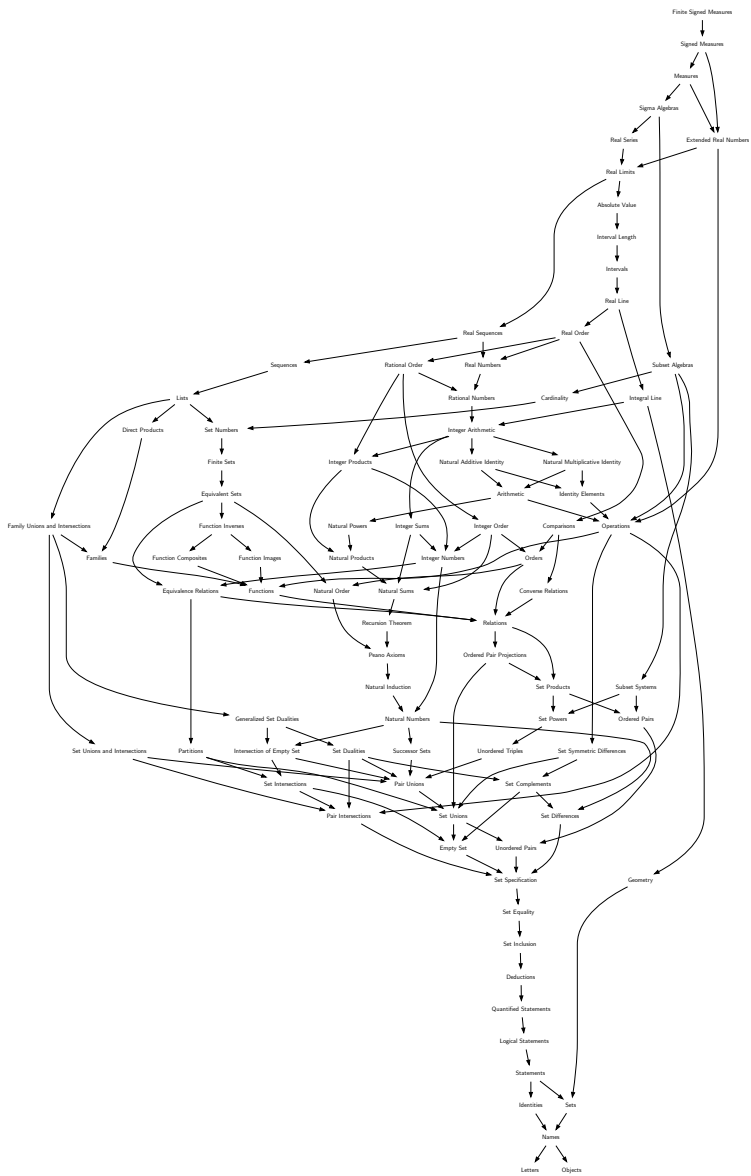 Finite Signed Measures
Signed Measures
Measures
Sigma Algebras
Real Series Extended Real Numbers
Real Limits
Absolute Value
Interval Length
Intervals
Real Line
Real Sequences Real Order
Sequences Rational Order Real Numbers Subset Algebras
Lists Rational Numbers Cardinality Integral Line
Direct Products Set Numbers Integer Arithmetic
Finite Sets Integer Products Natural Additive Identity Natural Multiplicative Identity
Equivalent Sets Arithmetic Identity Elements
Family Unions and Intersections Function Inverses Natural Powers Integer Sums Integer Order Comparisons Operations
Families Function Composites Function Images Natural Products Integer Numbers Orders
Equivalence Relations Functions Natural Order Natural Sums Converse Relations
Recursion Theorem Relations
Peano Axioms Ordered Pair Projections
Natural Induction Set Products Subset Systems
Generalized Set Dualities Natural Numbers Set Powers Ordered Pairs
Set Unions and Intersections Partitions Intersection of Empty Set Set Dualities Successor Sets Unordered Triples Set Symmetric Differences
Set Intersections Pair Unions Set Complements
Pair Intersections Set Unions Set Differences
Empty Set Unordered Pairs
Set Specification Geometry
Set Equality
Set Inclusion
Deductions
Quantified Statements
Logical Statements
Statements
Identities Sets
Names
Letters Objects